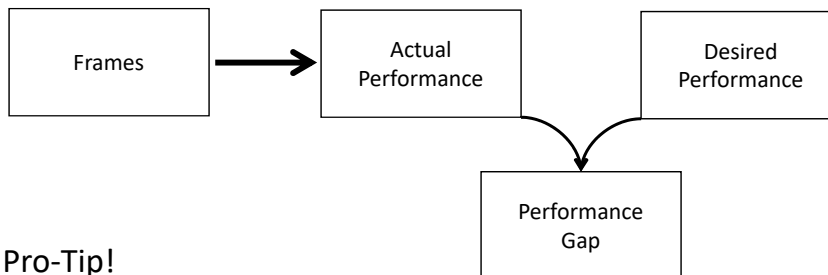 Frames
Actual
Performance
Desired
Performance
Performance
Gap
Pro-Tip!